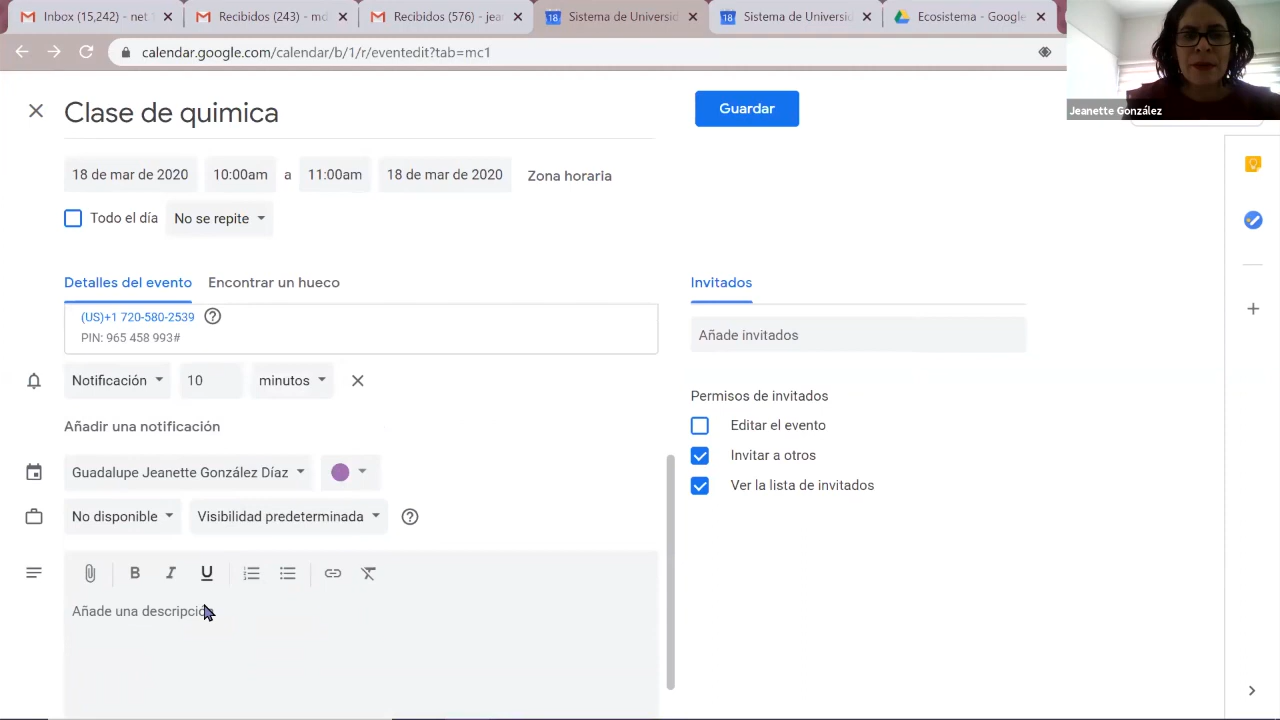 Inbox (15,242) - net
Recibidos (243) - md
Recibidos (576) - jean
18 Sistema de Universid
18 Sistema de Universid
Ecosistema - Google
calendar.google.com/calendar/b/1/r/eventedit?tab=mc1
Jeanette González
Clase de quimica
Guardar
18 de mar de 2020 10:00am a 11:00am 18 de mar de 2020 Zona horaria
Todo el día No se repite
Detalles del evento Encontrar un hueco
(US)+1 720-580-2539
PIN: 965 458 993#
Notificación 10 minutos
Añadir una notificación
Guadalupe Jeanette González Díaz
No disponible Visibilidad predeterminada
B I U
Añade una descripción
Invitados
Añade invitados
Permisos de invitados
Editar el evento
Invitar a otros
Ver la lista de invitados